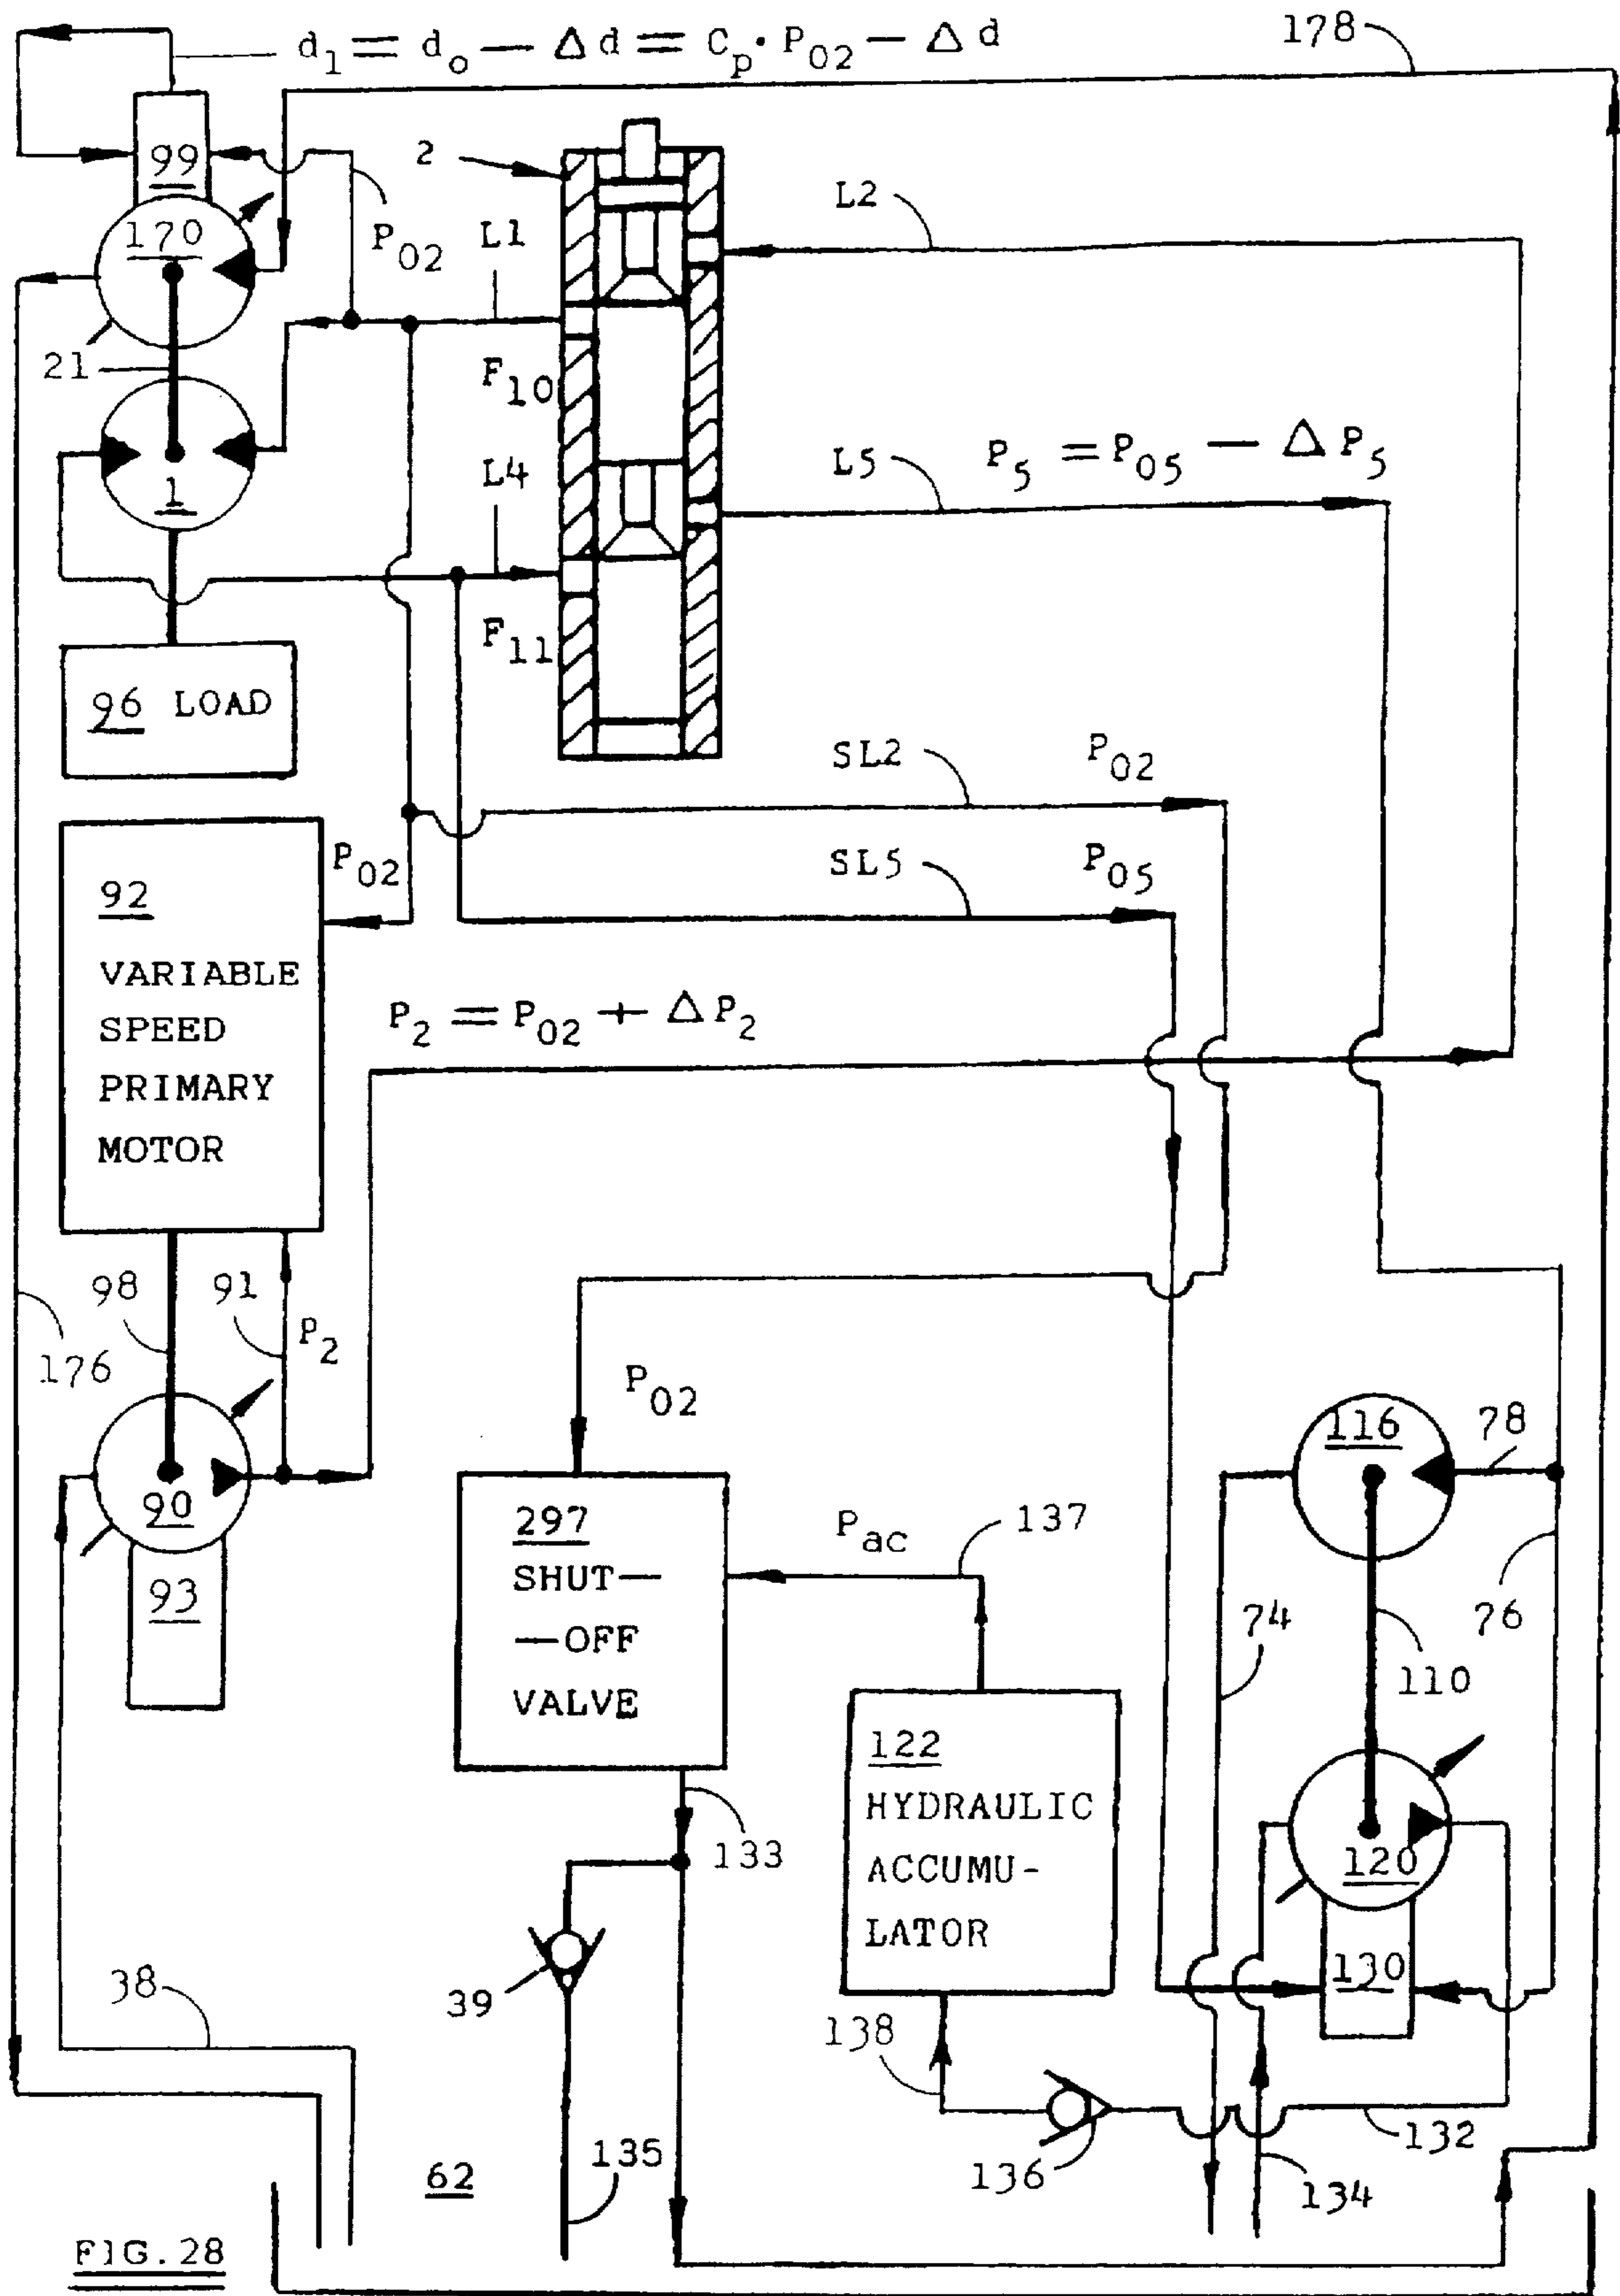 d₁ = d₀ — Δd = Cₚ·P₀₂ — Δd
178
99
2
170
P₀₂
L1
L2
21
F₁₀
1
L4
L5
P₅ = P₀₅ — ΔP₅
F₁₁
96 LOAD
SL2
P₀₂
P₀₂
SL5
P₀₅
92
VARIABLE
SPEED
PRIMARY
MOTOR
P₂ = P₀₂ + ΔP₂
98
91
P₂
176
P₀₂
116
78
90
297
SHUT—
—OFF
VALVE
Pac
137
93
74
76
110
122
HYDRAULIC
ACCUMU-
LATOR
133
120
130
38
39
138
136
132
135
134
62
FIG.28